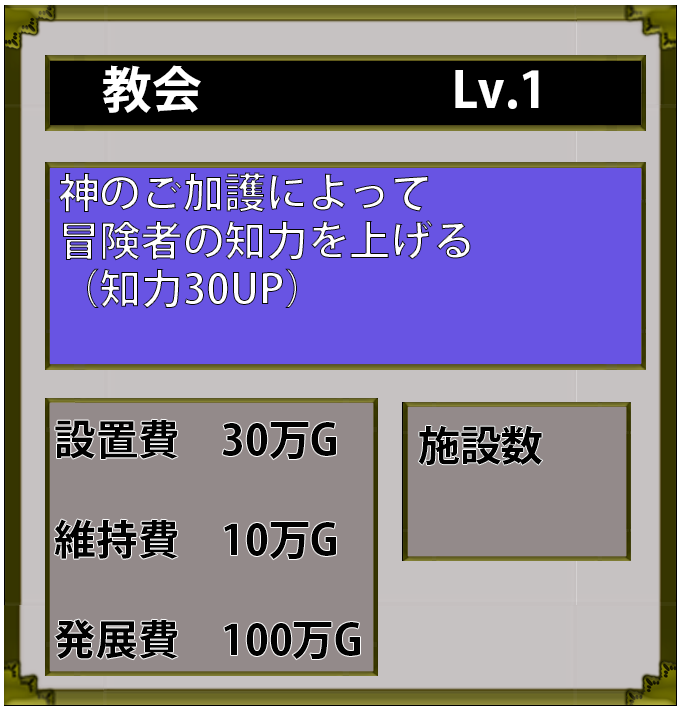 教会 Lv.1
神のご加護によって
冒険者の知力を上げる
（知力30UP）
設置費 30万G
維持費 10万G
発展費 100万G
施設数